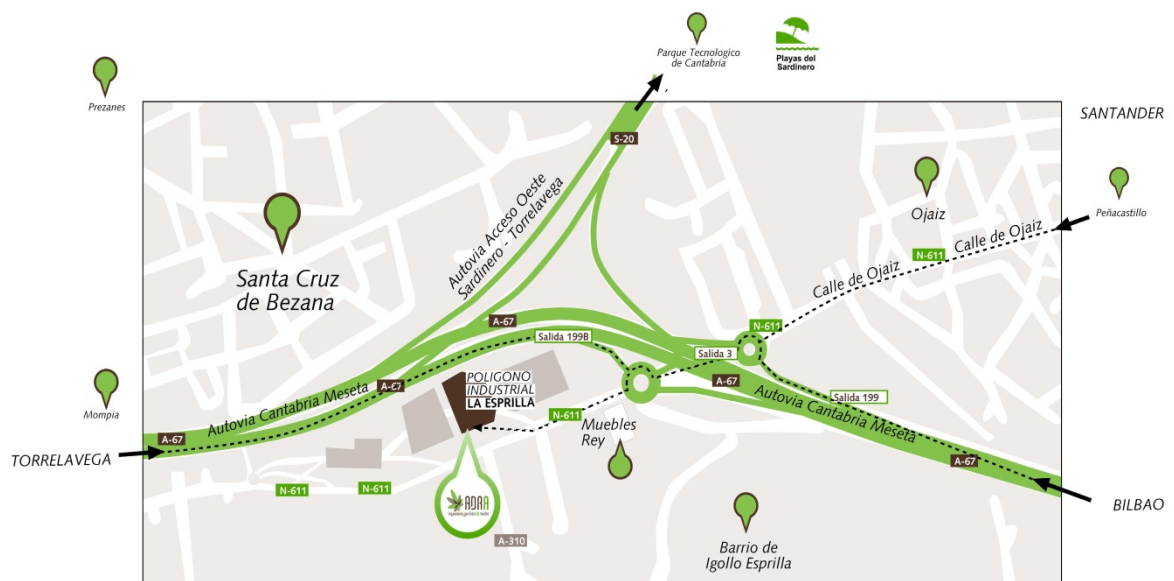 Parque Tecnologico
de Cantabria
Playas del
Sardinero
Prezanes
SANTANDER
S-20
Peñacastillo
Ojaiz
Autovia Acceso Oeste
Sardinero - Torrelavega
Calle de Ojaiz
N-611
Calle de Ojaiz
Santa Cruz
de Bezana
A-67
N-611
Salida 199B
Salida 3
A-67
POLIGONO
INDUSTRIAL
LA ESPRILLA
A-67
Autovia Cantabria Meseta
Salida 199
Mompia
Autovia Cantabria Meseta
N-611
Muebles
Rey
A-67
TORRELAVEGA
A-67
N-611
N-611
ADRA
BILBAO
A-310
Barrio de
Igollo Esprilla